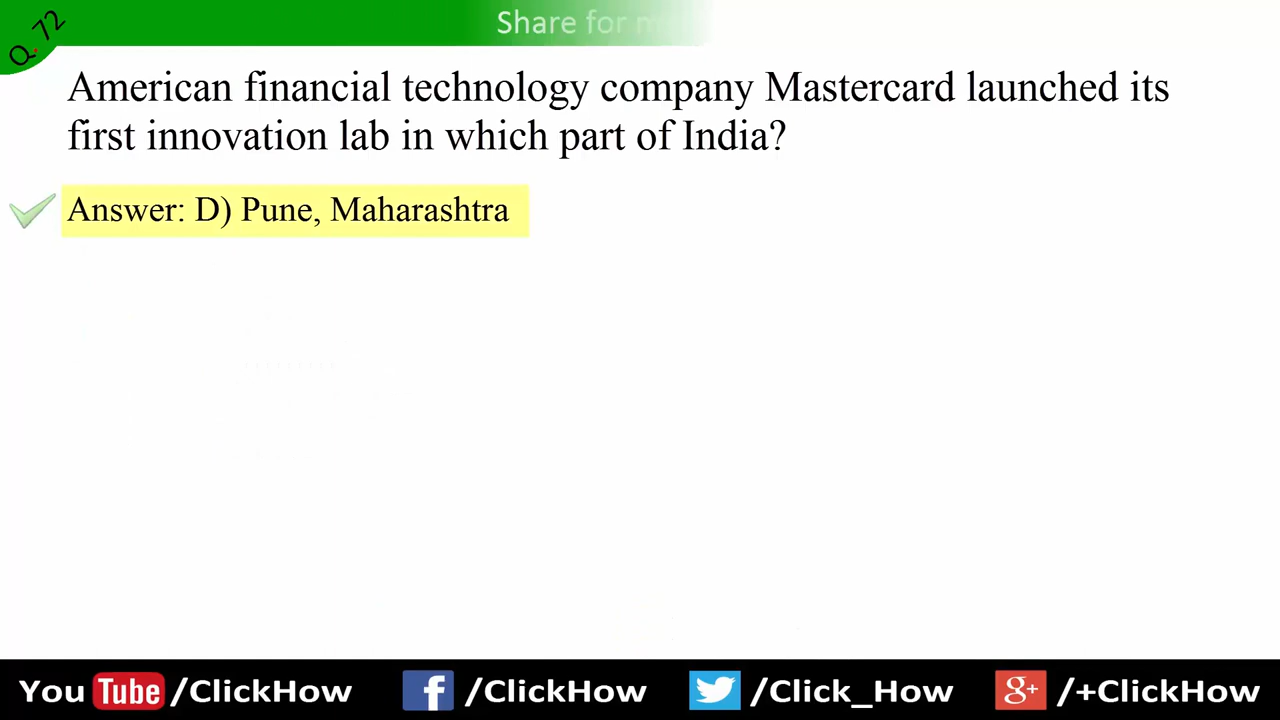 Share for
Q.72
American financial technology company Mastercard launched its
first innovation lab in which part of India?
Answer: D) Pune, Maharashtra
You Tube /ClickHow f /ClickHow /Click_How g+ /+ClickHow